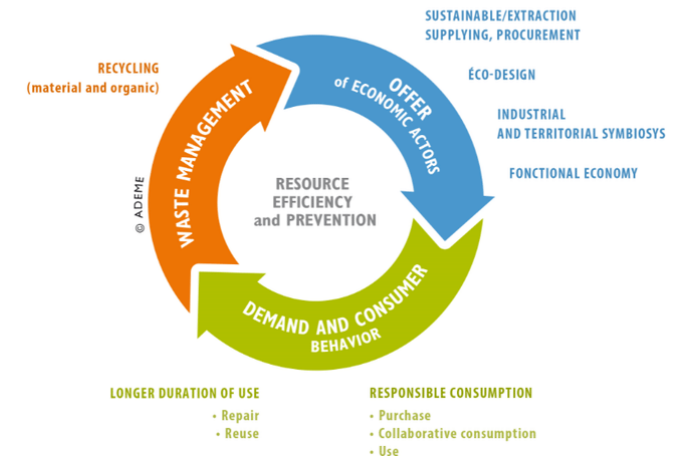 SUSTAINABLE/EXTRACTION
SUPPLYING, PROCUREMENT
ÉCO-DESIGN
INDUSTRIAL
AND TERRITORIAL SYMBIOSYS
FONCTIONAL ECONOMY
RECYCLING
(material and organic)
OFFER
of ECONOMIC ACTORS
WASTE MANAGEMENT
RESOURCE
EFFICIENCY
and PREVENTION
© ADEME
DEMAND AND CONSUMER
BEHAVIOR
LONGER DURATION OF USE
• Repair
• Reuse
RESPONSIBLE CONSUMPTION
• Purchase
• Collaborative consumption
• Use